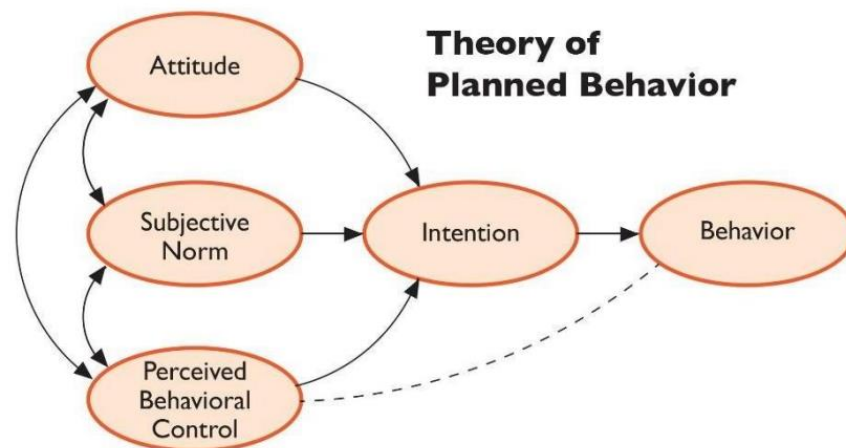 Theory of
Planned Behavior
Attitude
Subjective
Norm
Intention
Behavior
Perceived
Behavioral
Control